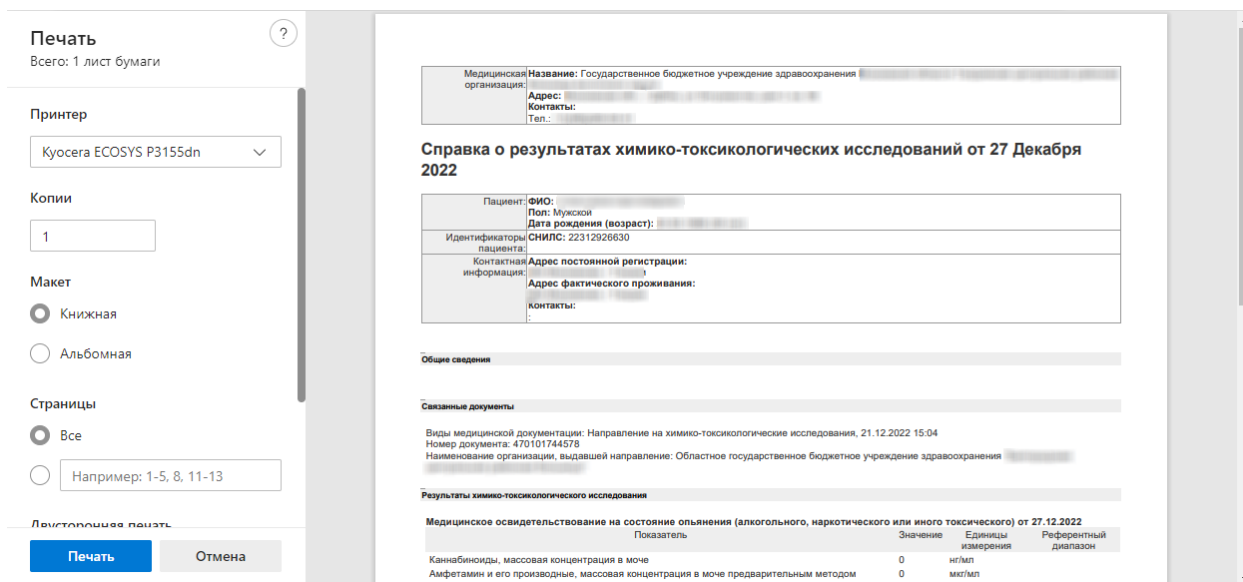 Печать
?
Всего: 1 лист бумаги
Принтер
Kyocera ECOSYS P3155dn
Копии
1
Макет
Книжная
Альбомная
Страницы
Все
Например: 1-5, 8, 11-13
Двусторонняя печать
Печать
Отмена
Медицинская организация:
Название: Государственное бюджетное учреждение здравоохранения
Адрес:
Контакты:
Тел.:
Справка о результатах химико-токсикологических исследований от 27 Декабря
2022
Пациент: ФИО:
Пол: Мужской
Дата рождения (возраст):
Идентификаторы пациента:
СНИЛС: 22312926630
Контактная информация:
Адрес постоянной регистрации:
Адрес фактического проживания:
Контакты:
:
Общие сведения
Связанные документы
Виды медицинской документации: Направление на химико-токсикологические исследования, 21.12.2022 15:04
Номер документа: 470101744578
Наименование организации, выдавшей направление: Областное государственное бюджетное учреждение здравоохранения
Результаты химико-токсикологического исследования
Медицинское освидетельствование на состояние опьянения (алкогольного, наркотического или иного токсического) от 27.12.2022
Показатель Значение Единицы измерения Референтный диапазон
Каннабиноиды, массовая концентрация в моче 0 нг/мл
Амфетамин и его производные, массовая концентрация в моче предварительным методом 0 мкг/мл